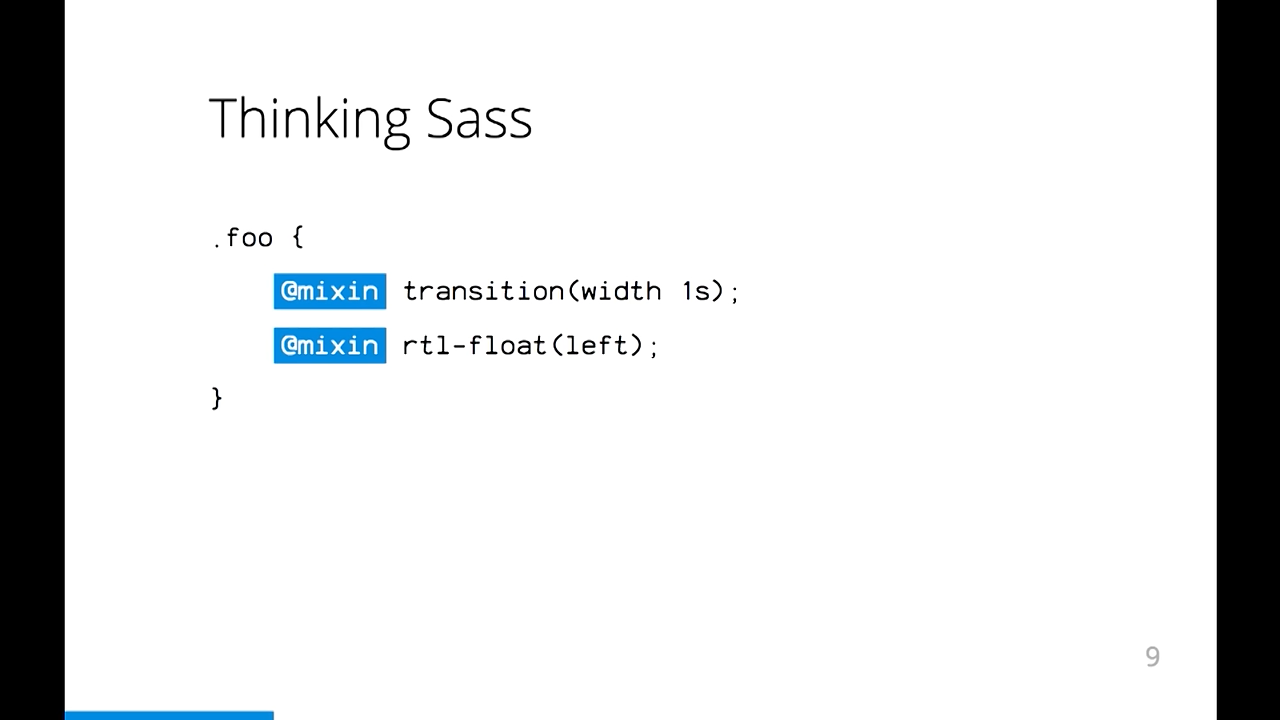 Thinking Sass
.foo {
@mixin transition(width 1s);
@mixin rtl-float(left);
}
9